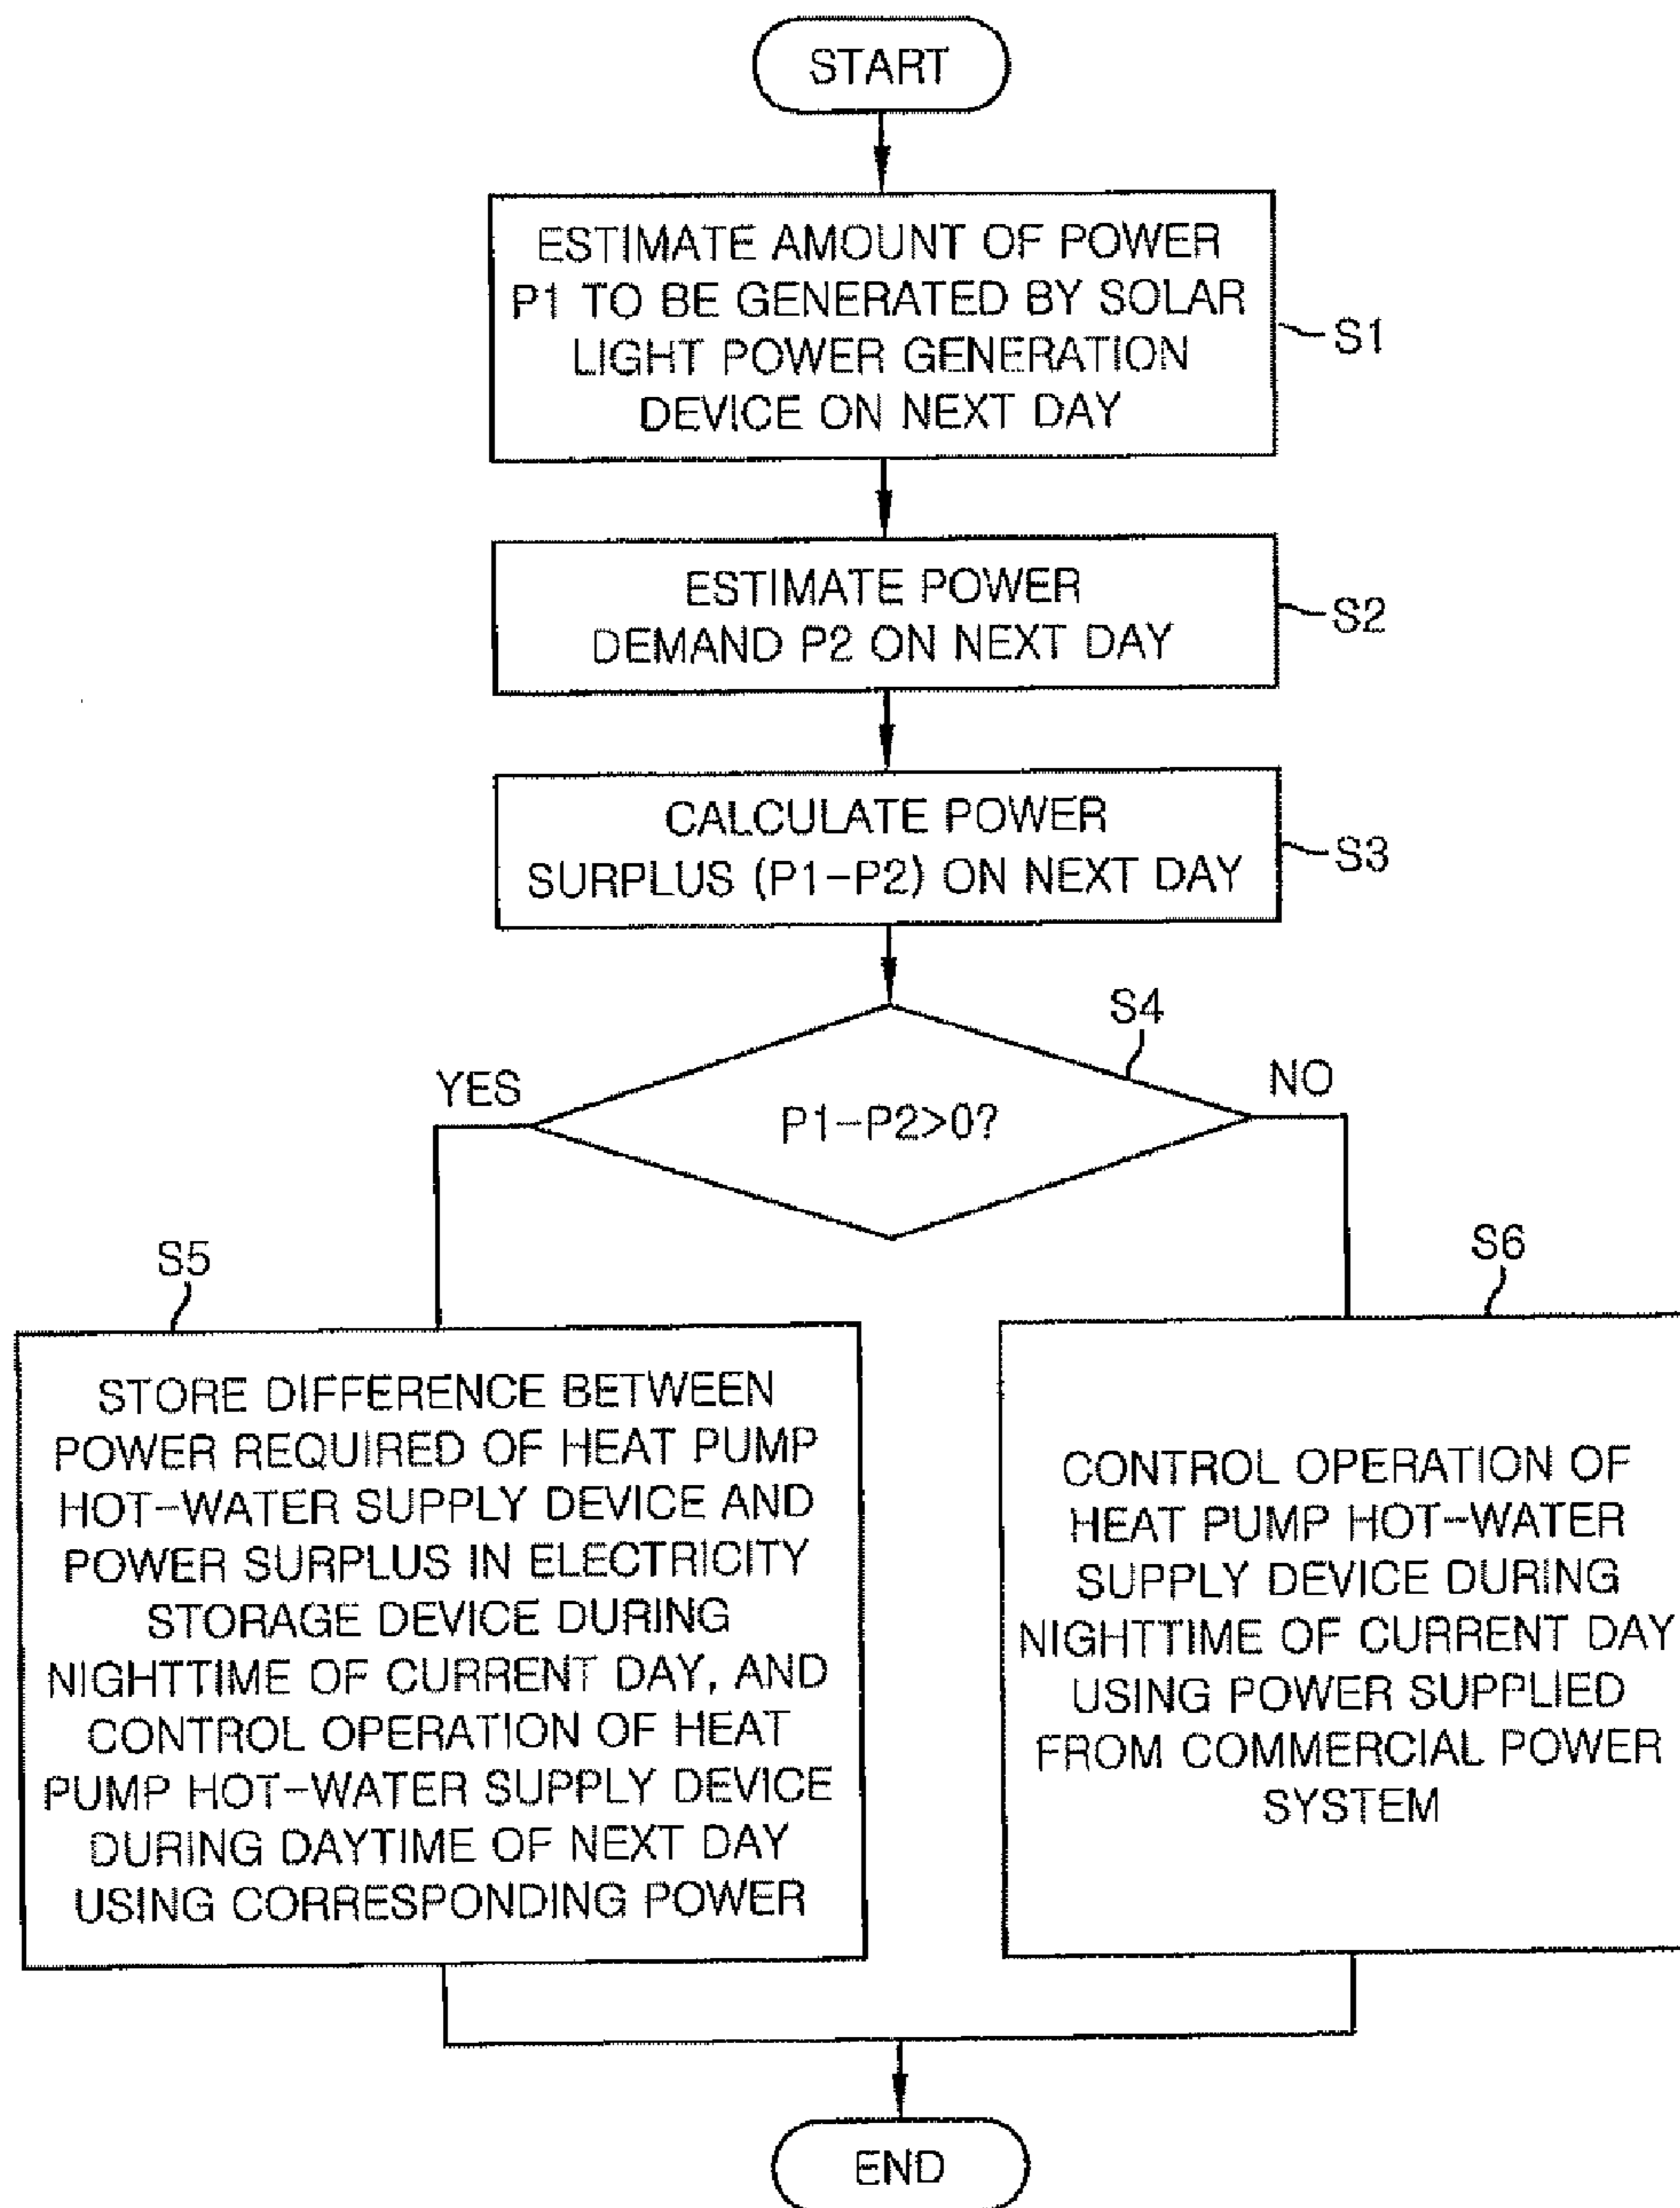 START
ESTIMATE AMOUNT OF POWER
P1 TO BE GENERATED BY SOLAR
LIGHT POWER GENERATION
DEVICE ON NEXT DAY
S1
ESTIMATE POWER
DEMAND P2 ON NEXT DAY
S2
CALCULATE POWER
SURPLUS (P1-P2) ON NEXT DAY
S3
S4
YES
P1-P2>0?
NO
S5
STORE DIFFERENCE BETWEEN
POWER REQUIRED OF HEAT PUMP
HOT-WATER SUPPLY DEVICE AND
POWER SURPLUS IN ELECTRICITY
STORAGE DEVICE DURING
NIGHTTIME OF CURRENT DAY, AND
CONTROL OPERATION OF HEAT
PUMP HOT-WATER SUPPLY DEVICE
DURING DAYTIME OF NEXT DAY
USING CORRESPONDING POWER
S6
CONTROL OPERATION OF
HEAT PUMP HOT-WATER
SUPPLY DEVICE DURING
NIGHTTIME OF CURRENT DAY
USING POWER SUPPLIED
FROM COMMERCIAL POWER
SYSTEM
END